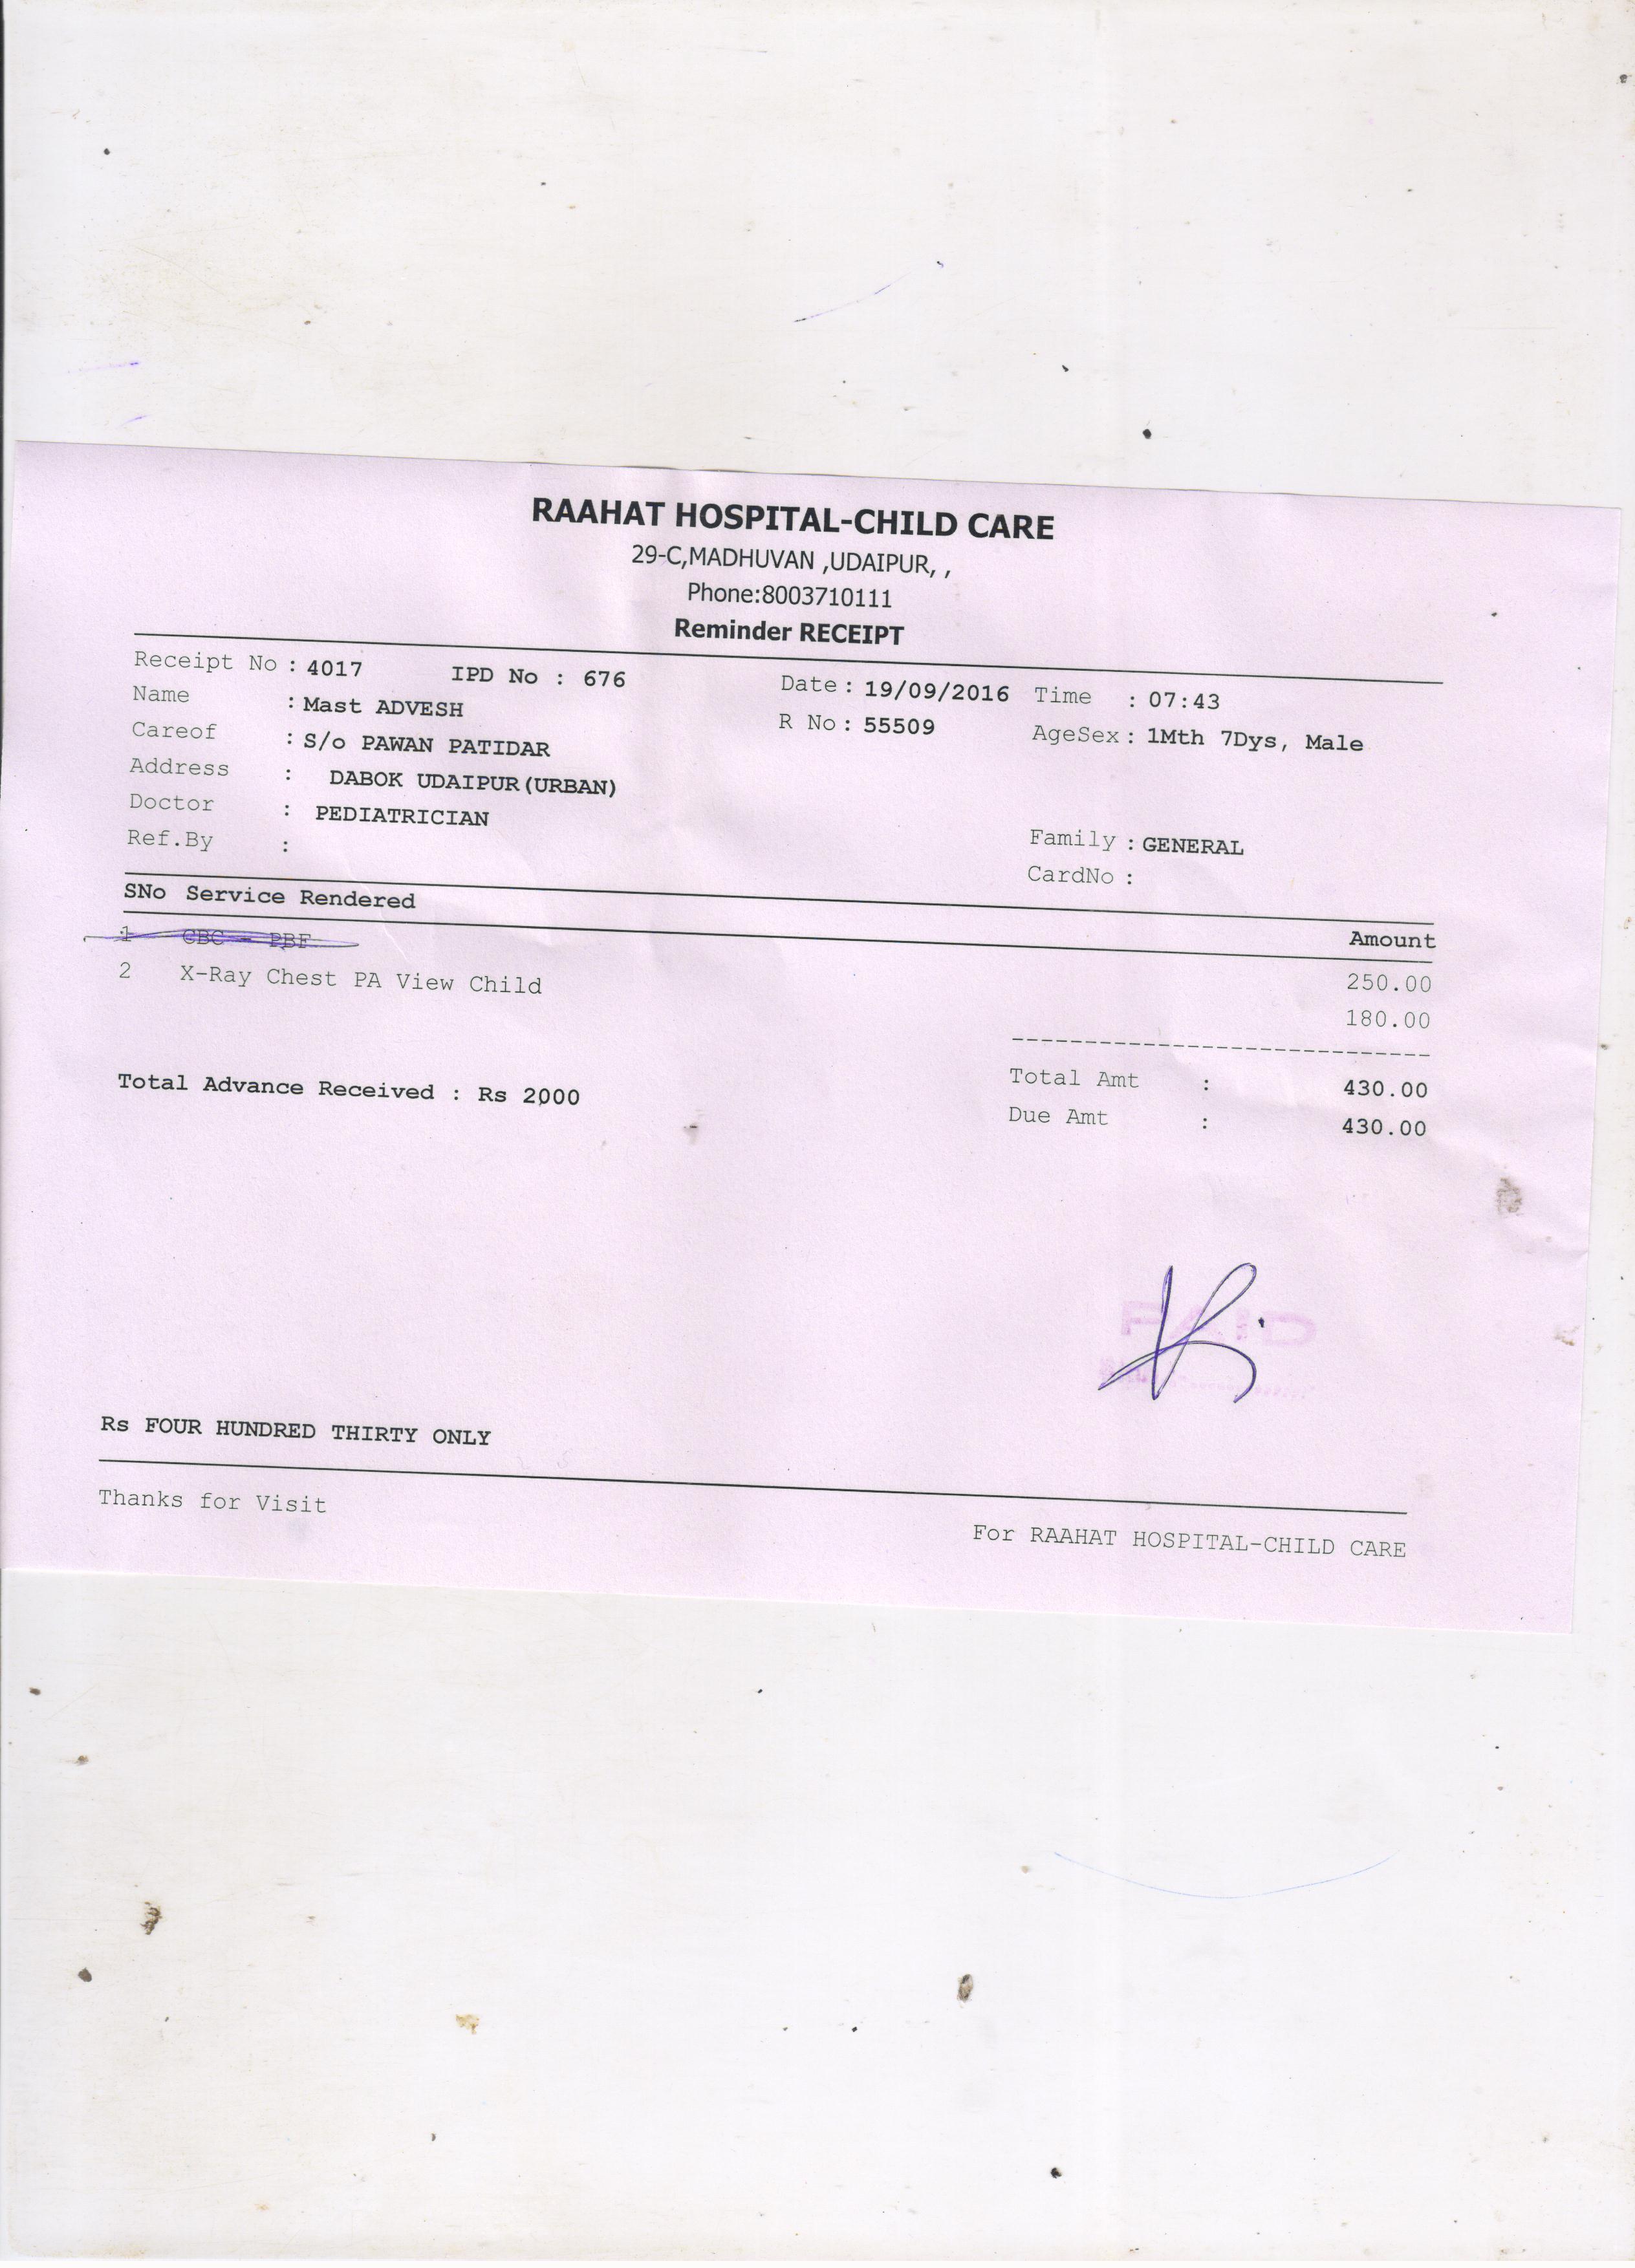 RAAHAT HOSPITAL-CHILD CARE
29-C,MADHUVAN ,UDAIPUR, ,
Phone:8003710111
Reminder RECEIPT
Receipt No : 4017 IPD No : 676 Date : 19/09/2016 Time : 07:43
Name : Mast ADVESH R No : 55509 AgeSex : 1Mth 7Dys, Male
Careof : S/o PAWAN PATIDAR
Address : DABOK UDAIPUR(URBAN)
Doctor : PEDIATRICIAN Family : GENERAL
Ref.By : CardNo :
SNo Service Rendered Amount
1 CBC - PBF 250.00
2 X-Ray Chest PA View Child 180.00
Total Advance Received : Rs 2000 Total Amt : 430.00
Due Amt : 430.00
PAID
Rs FOUR HUNDRED THIRTY ONLY
Thanks for Visit
For RAAHAT HOSPITAL-CHILD CARE